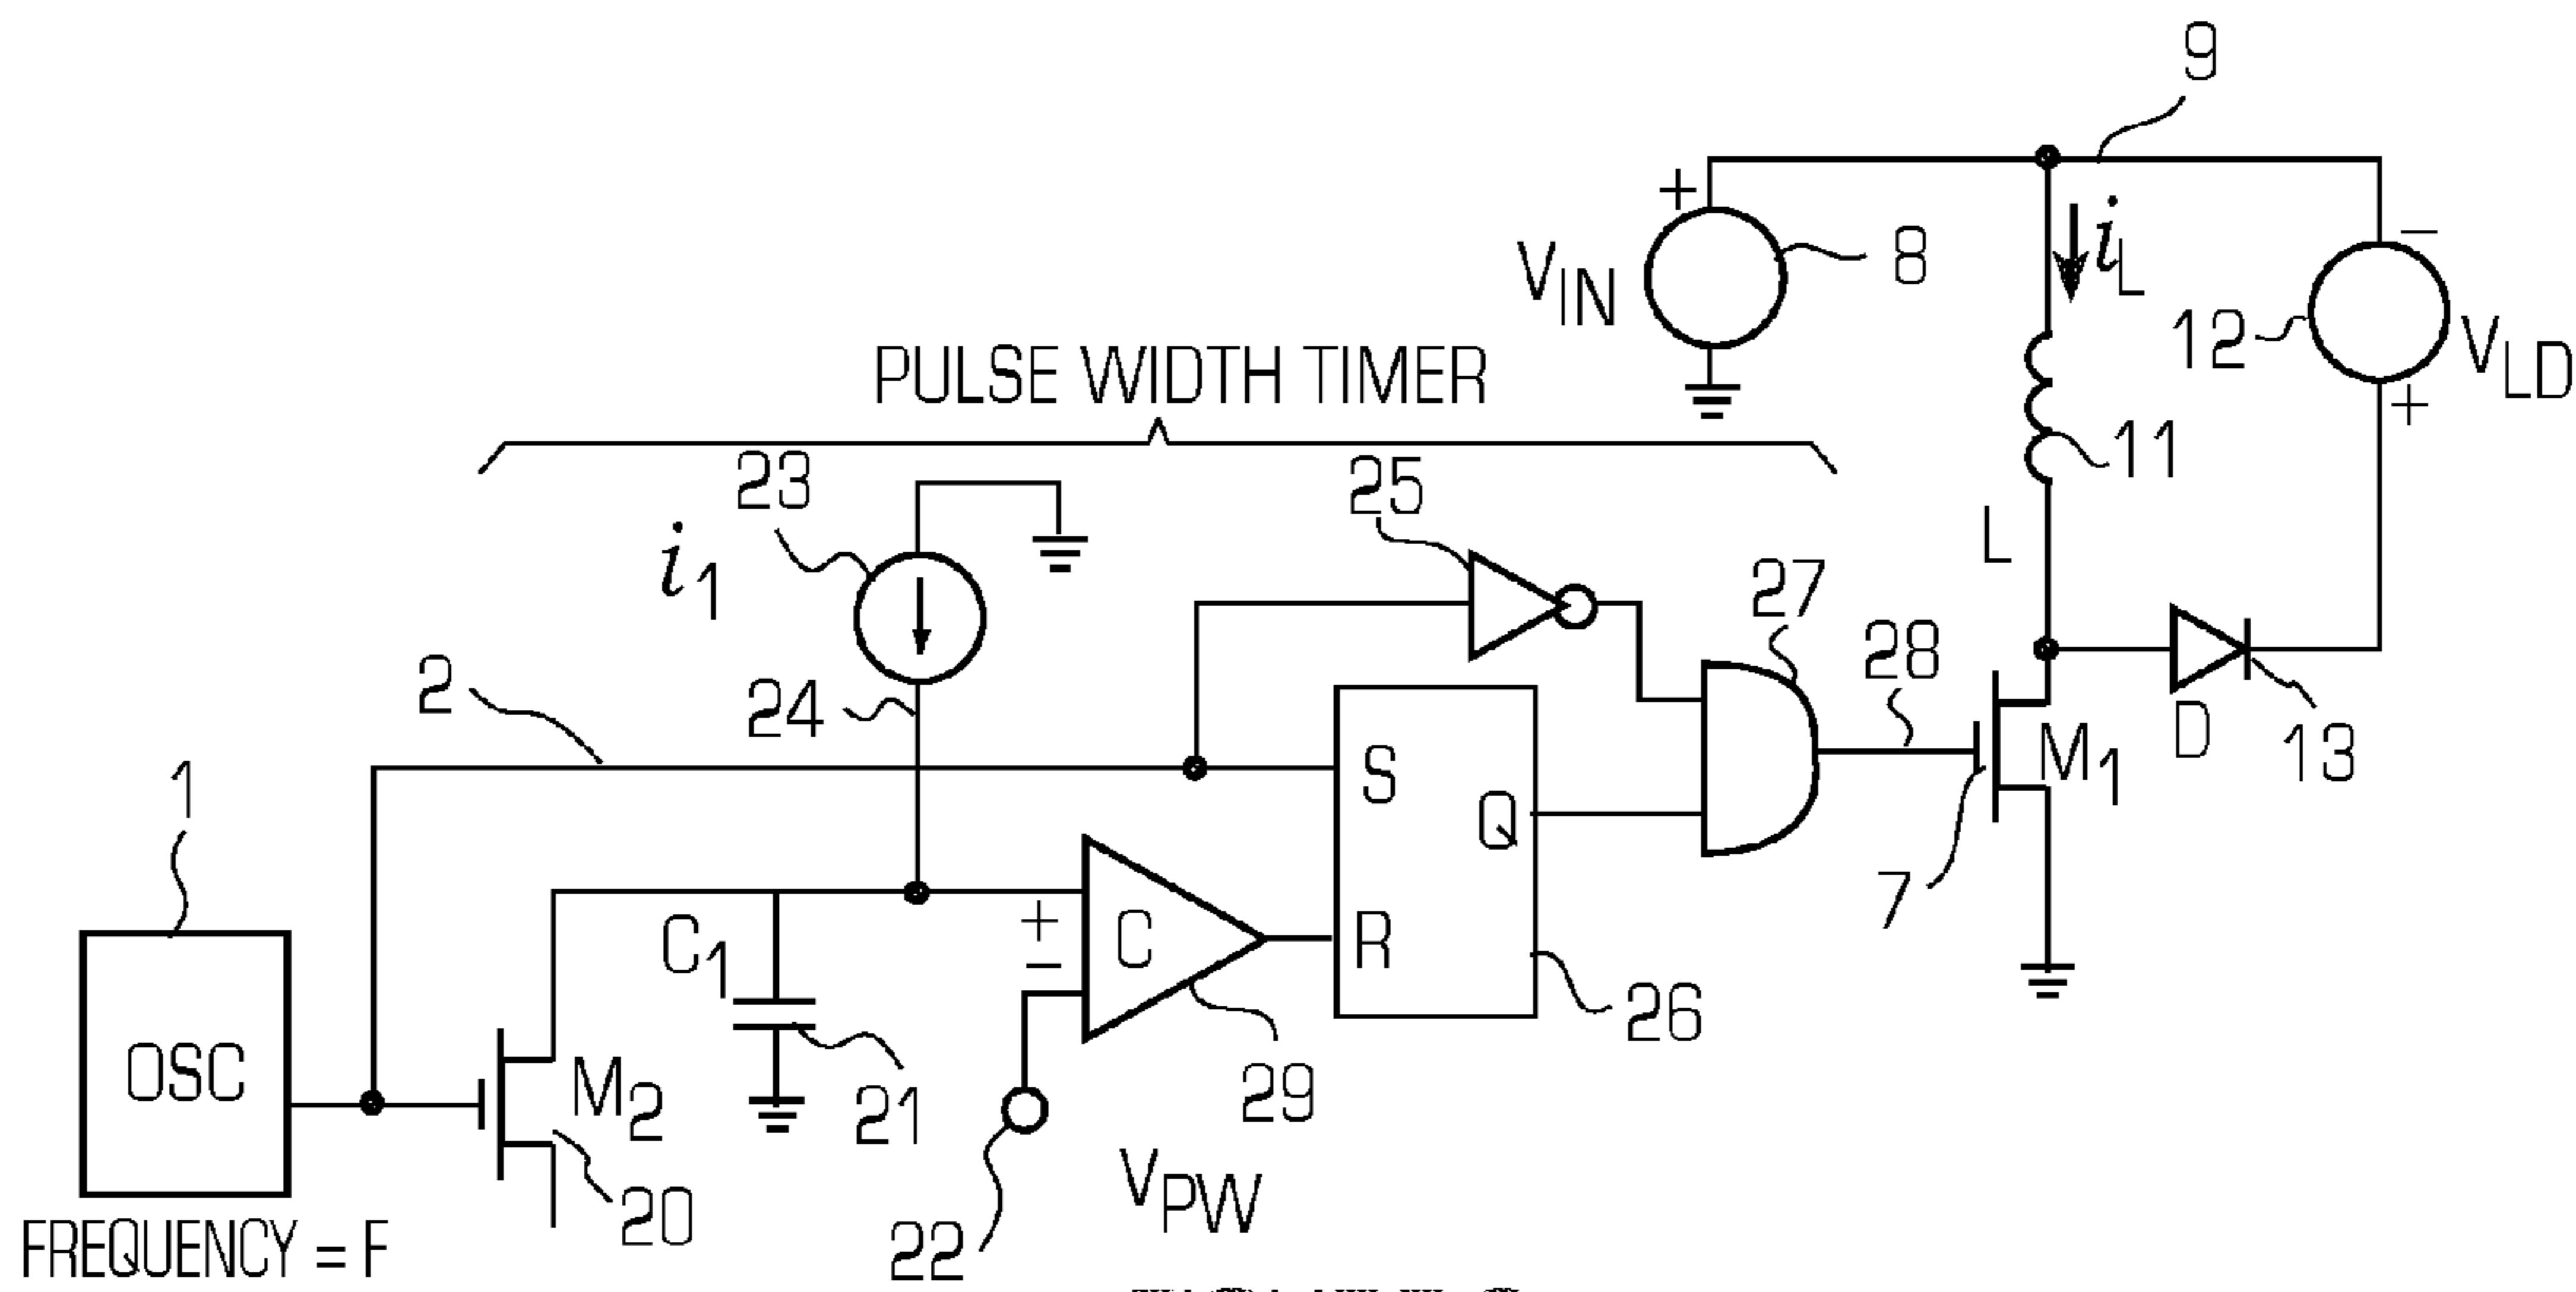 9
+
V_IN
8
i_L
−
12
V_LD
+
PULSE WIDTH TIMER
11
23
i_1
25
L
27
28
2
24
D
13
1
S
M_1
Q
C_1
+
−
C
R
7
OSC
M_2
21
29
26
20
22
V_PW
FREQUENCY = F